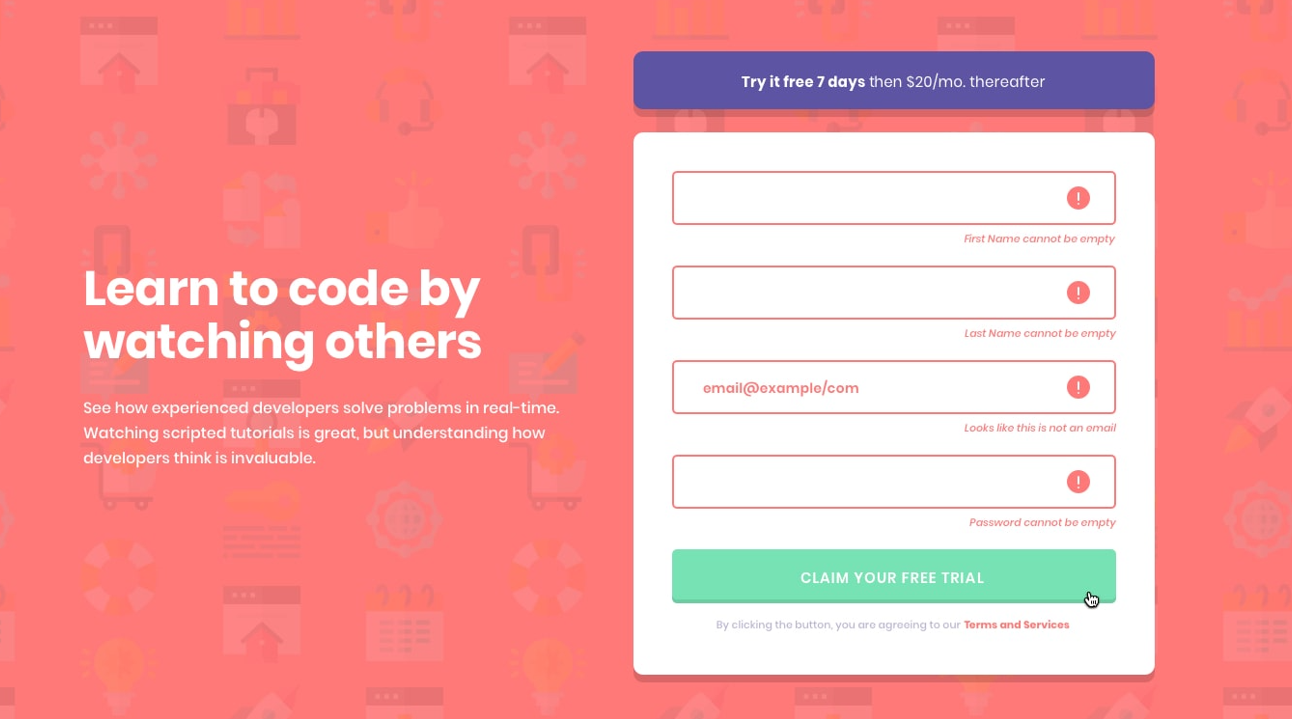 Try it free 7 days then $20/mo. thereafter
Learn to code by
watching others
See how experienced developers solve problems in real-time.
Watching scripted tutorials is great, but understanding how
developers think is invaluable.
First Name cannot be empty
Last Name cannot be empty
email@example/com
Looks like this is not an email
Password cannot be empty
CLAIM YOUR FREE TRIAL
By clicking the button, you are agreeing to our Terms and Services